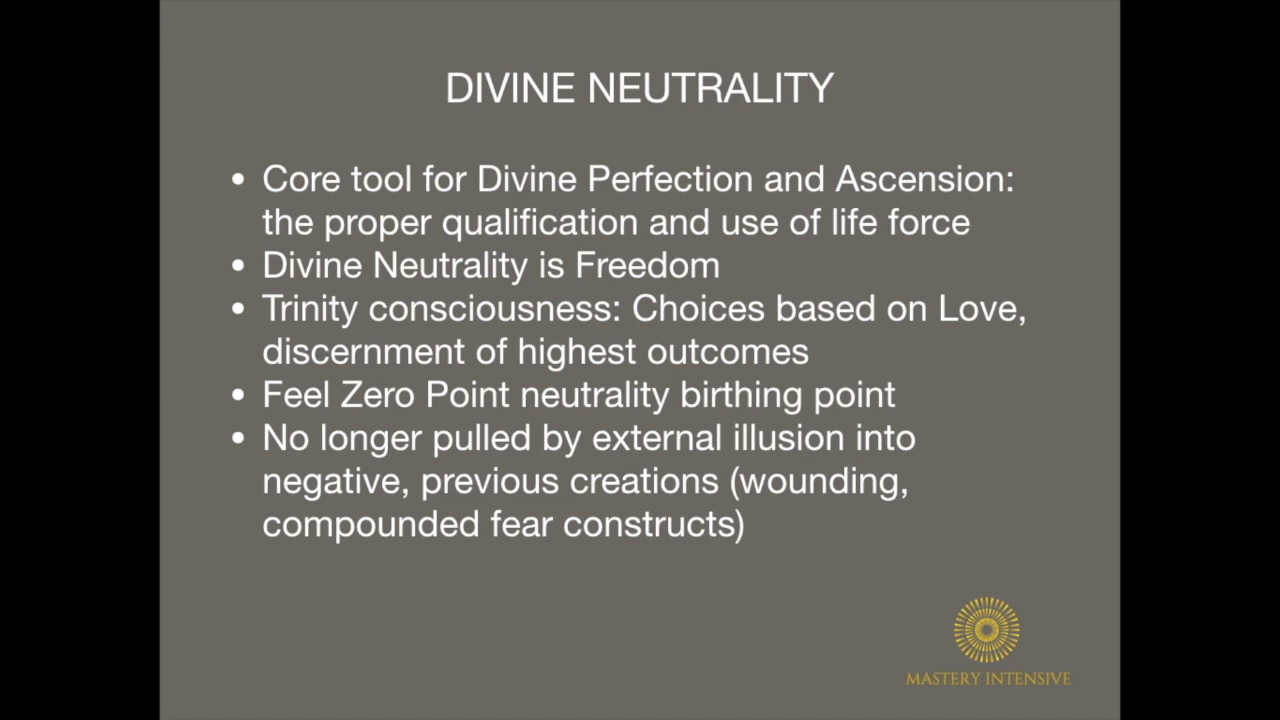 DIVINE NEUTRALITY
• Core tool for Divine Perfection and Ascension:
the proper qualification and use of life force
• Divine Neutrality is Freedom
• Trinity consciousness: Choices based on Love,
discernment of highest outcomes
• Feel Zero Point neutrality birthing point
• No longer pulled by external illusion into
negative, previous creations (wounding,
compounded fear constructs)
MASTERY INTENSIVE